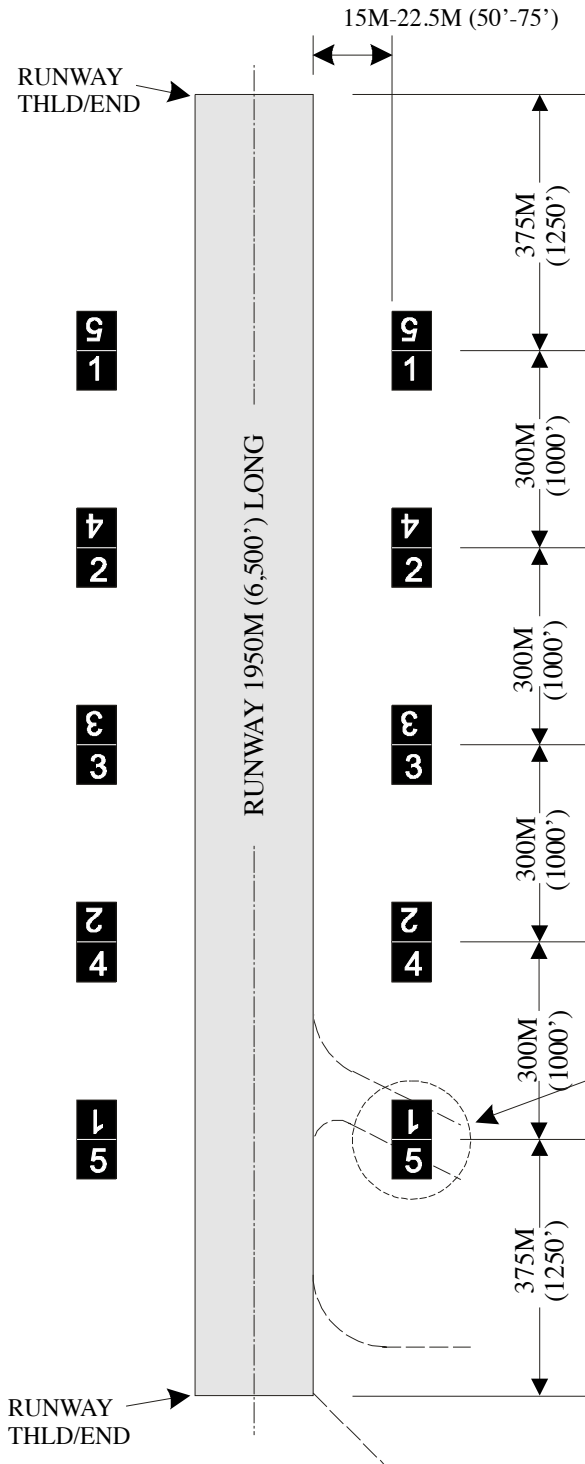 15M-22.5M (50’-75’)
RUNWAY
THLD/END
375M
(1250’)
5
1
5
1
300M
(1000’)
4
2
4
2
RUNWAY 1950M (6,500’) LONG
300M
(1000’)
3
3
3
3
300M
(1000’)
2
4
2
4
300M
(1000’)
1
5
1
5
375M
(1250’)
RUNWAY
THLD/END